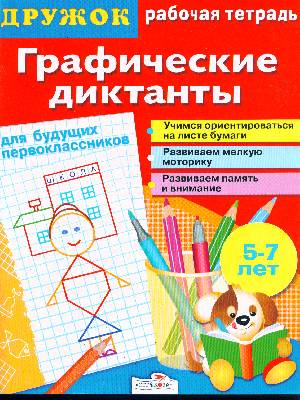 ДРУЖОК рабочая тетрадь
Графические
диктанты
для будущих
первоклассников
Учимся ориентироваться
на листе бумаги
Развиваем мелкую
моторику
Развиваем память
и внимание
ШКОЛА
5-7
лет